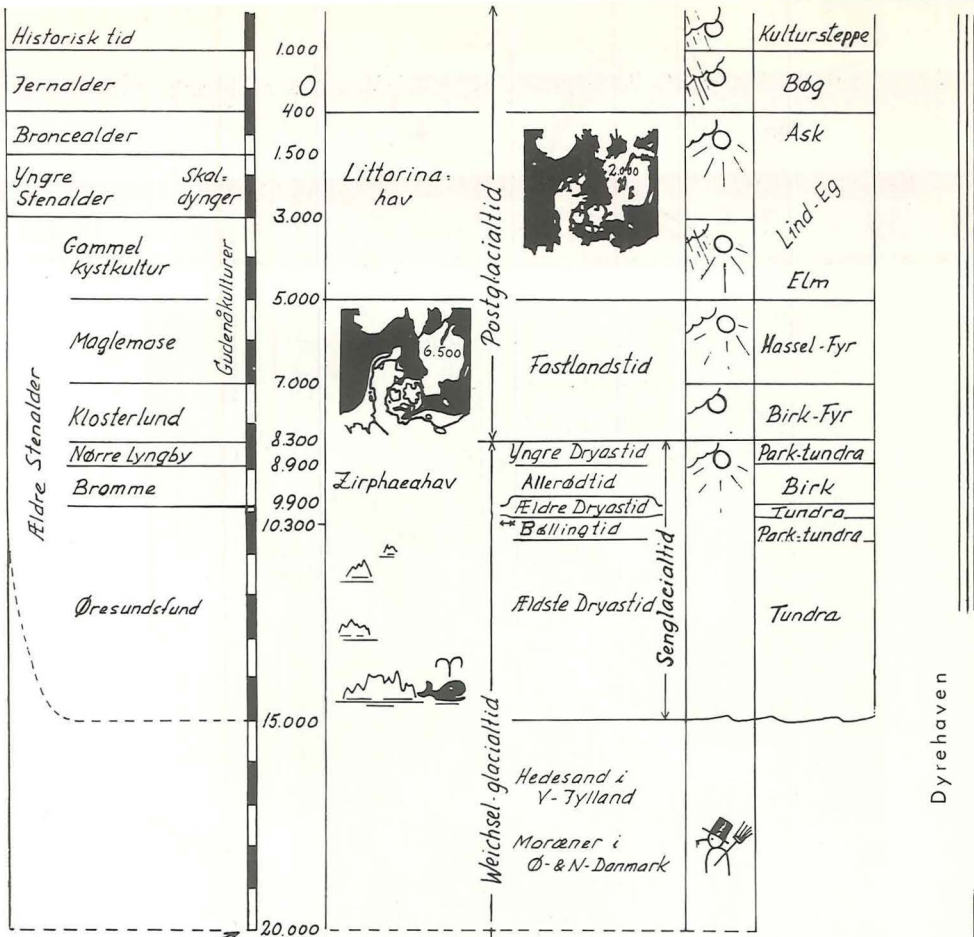 Historisk tid
Jernalder
Broncealder
Yngre
Stenalder
Skal=
dynger
Gammel
kystkultur
Maglemose
Klosterlund
Nørre Lyngby
Bromme
Øresundsfund
Ældre Stenalder
Gudenåkulturer
1.000
0
400
1.500
3.000
5.000
7.000
8.300
8.900
9.900
10.300
15.000
20.000
Littorina=
hav
6.500
Zirphaeahav
Postglacialtid
Weichsel-glacialtid
2.000
Fastlandstid
Yngre Dryastid
Allerødtid
Ældre Dryastid
Bøllingtid
Ældste Dryastid
Senglacialtid
Hedesand i
V-Jylland
Moræner i
Ø- & N-Danmark
Kultursteppe
Bøg
Ask
Lind-Eg
Elm
Hassel-Fyr
Birk-Fyr
Park-tundra
Birk
Tundra
Park=tundra
Tundra
Dyrehaven